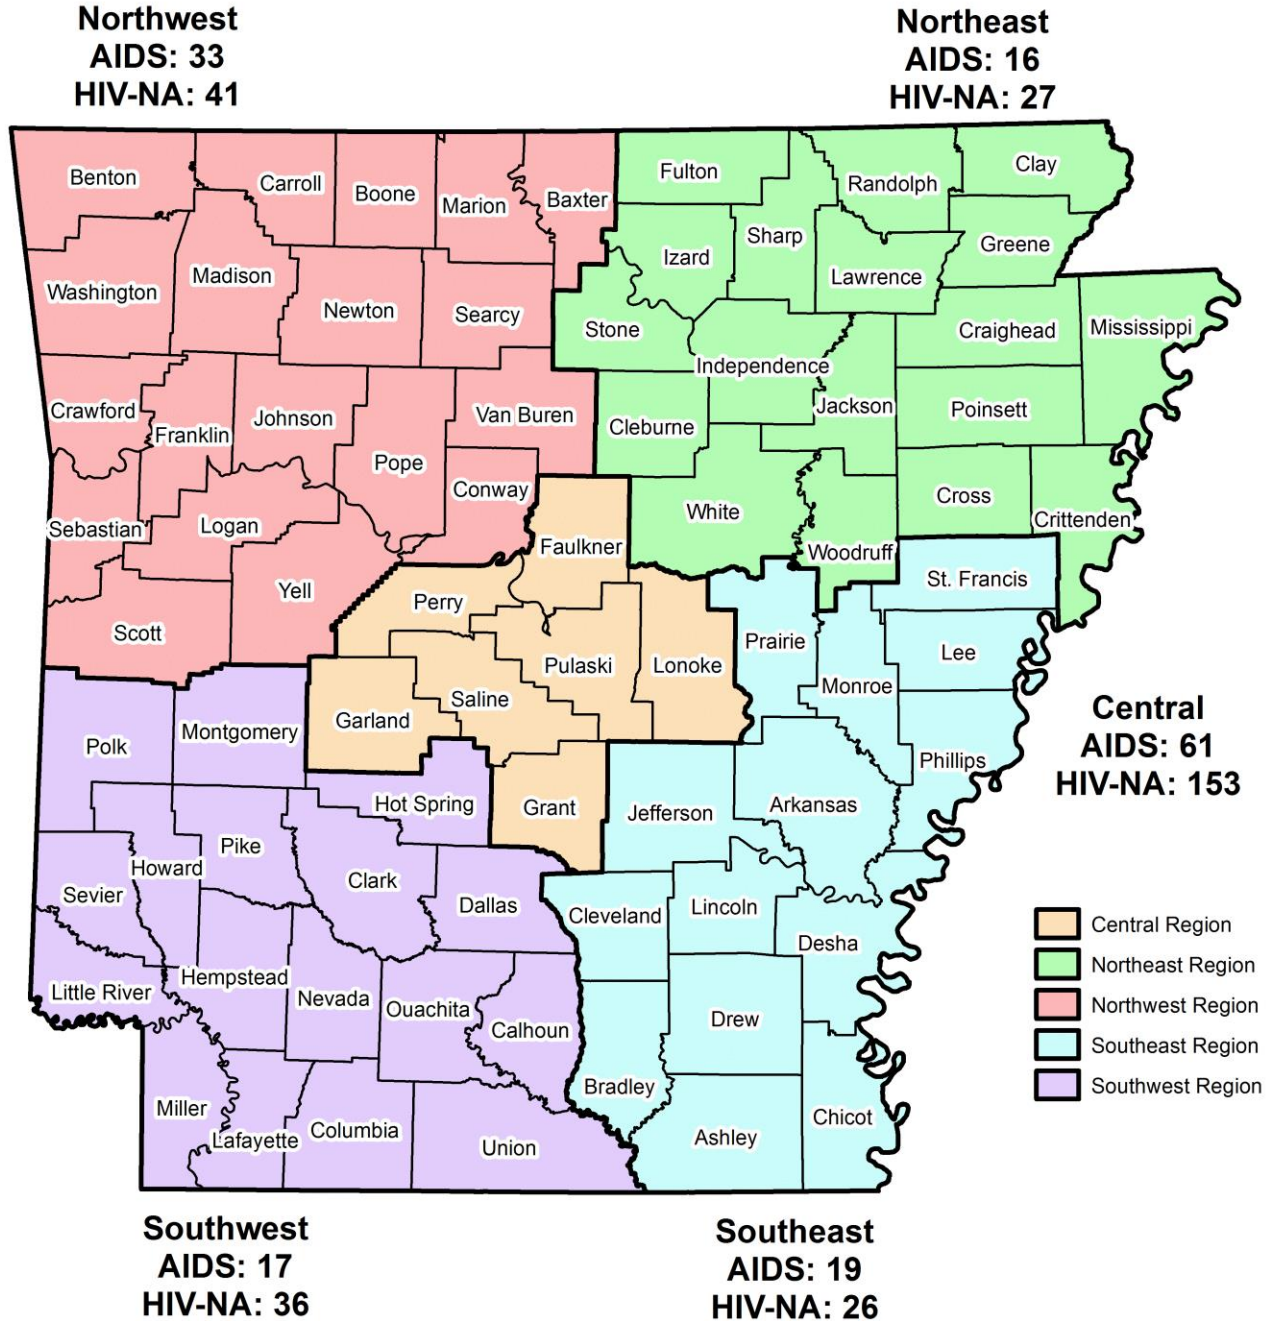 Northwest
AIDS: 33
HIV-NA: 41
Northeast
AIDS: 16
HIV-NA: 27
Benton
Carroll
Boone
Marion
Baxter
Fulton
Randolph
Clay
Washington
Madison
Newton
Searcy
Izard
Sharp
Lawrence
Greene
Stone
Independence
Craighead
Mississippi
Crawford
Franklin
Johnson
Pope
Van Buren
Cleburne
Jackson
Poinsett
Sebastian
Logan
Conway
White
Woodruff
Cross
Crittenden
Scott
Yell
Perry
Faulkner
St. Francis
Pulaski
Lonoke
Prairie
Monroe
Lee
Polk
Montgomery
Garland
Saline
Phillips
Central
AIDS: 61
HIV-NA: 153
Hot Spring
Grant
Jefferson
Arkansas
Sevier
Howard
Pike
Clark
Dallas
Cleveland
Lincoln
Desha
Little River
Hempstead
Nevada
Ouachita
Calhoun
Drew
Bradley
Miller
Lafayette
Columbia
Union
Ashley
Chicot
Central Region
Northeast Region
Northwest Region
Southeast Region
Southwest Region
Southwest
AIDS: 17
HIV-NA: 36
Southeast
AIDS: 19
HIV-NA: 26